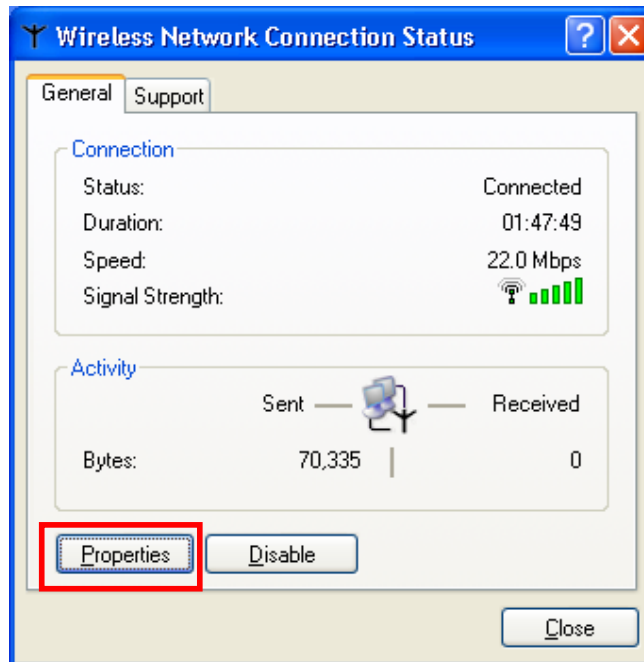 Wireless Network Connection Status
General Support
Connection
Status: Connected
Duration: 01:47:49
Speed: 22.0 Mbps
Signal Strength:
Activity
Sent Received
Bytes: 70,335 0
Properties Disable
Close